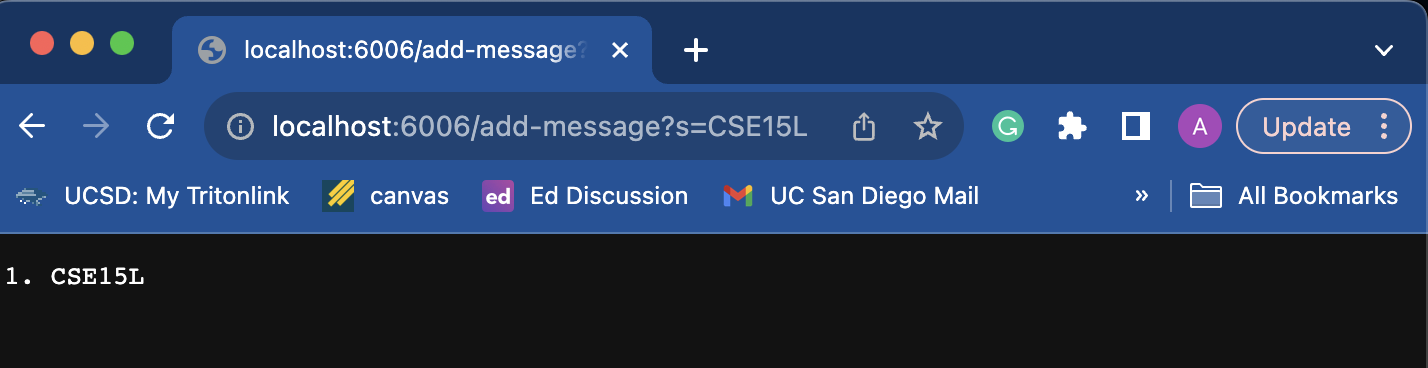 localhost:6006/add-message?
localhost:6006/add-message?s=CSE15L
G
A
Update
UCSD: My Tritonlink
canvas
ed
Ed Discussion
UC San Diego Mail
»
All Bookmarks
1. CSE15L